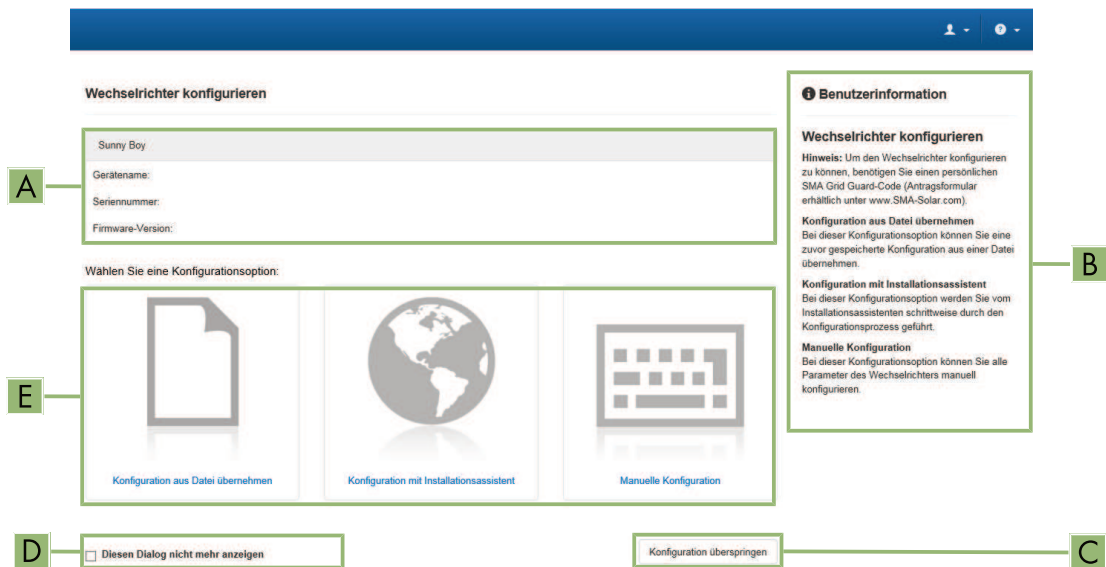 Wechselrichter konfigurieren
A
Sunny Boy
Gerätename:
Seriennummer:
Firmware-Version:
Wählen Sie eine Konfigurationsoption:
E
Konfiguration aus Datei übernehmen
Konfiguration mit Installationsassistent
Manuelle Konfiguration
D
Diesen Dialog nicht mehr anzeigen
Konfiguration überspringen
C
Benutzerinformation
Wechselrichter konfigurieren
Hinweis: Um den Wechselrichter konfigurieren
zu können, benötigen Sie einen persönlichen
SMA Grid Guard-Code (Antragsformular
erhältlich unter www.SMA-Solar.com).
Konfiguration aus Datei übernehmen
Bei dieser Konfigurationsoption können Sie eine
zuvor gespeicherte Konfiguration aus einer Datei
übernehmen.
Konfiguration mit Installationsassistent
Bei dieser Konfigurationsoption werden Sie vom
Installationsassistenten schrittweise durch den
Konfigurationsprozess geführt.
Manuelle Konfiguration
Bei dieser Konfigurationsoption können Sie alle
Parameter des Wechselrichters manuell
konfigurieren.
B